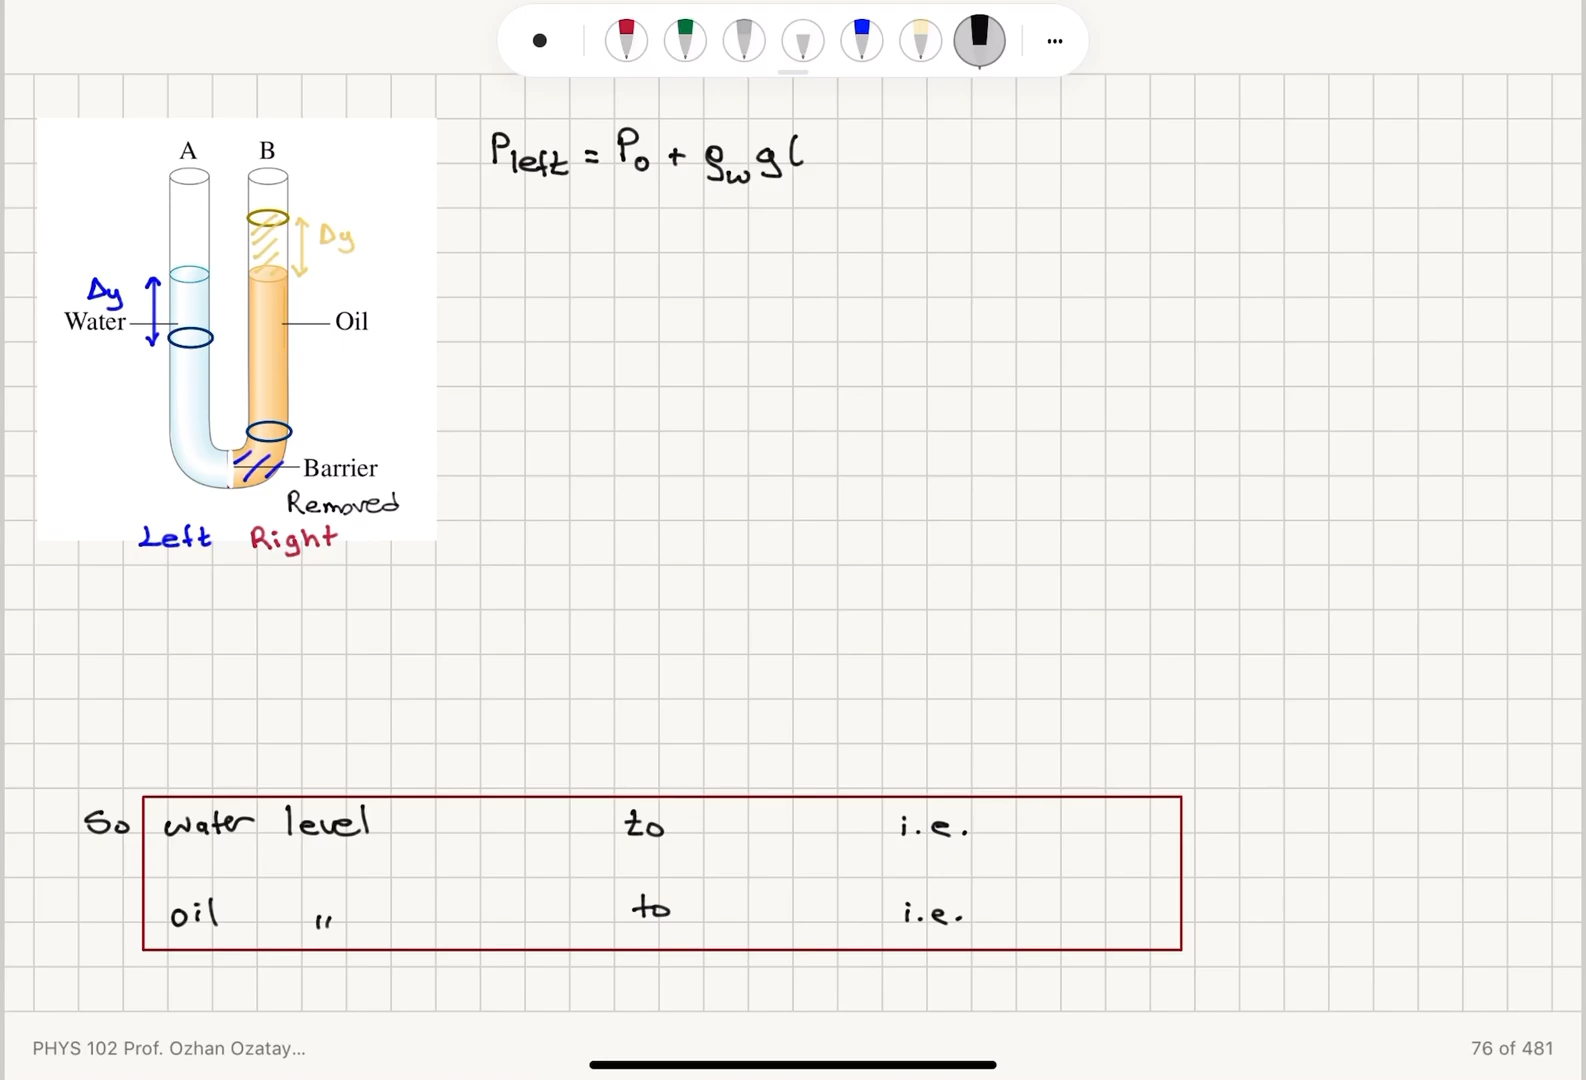 A B
P_left = P_0 + ρ_w g (
Δy
Δy
Water
Oil
Barrier
Removed
Left Right
So water level to i.e.
oil " to i.e.
PHYS 102 Prof. Ozhan Ozatay...
76 of 481